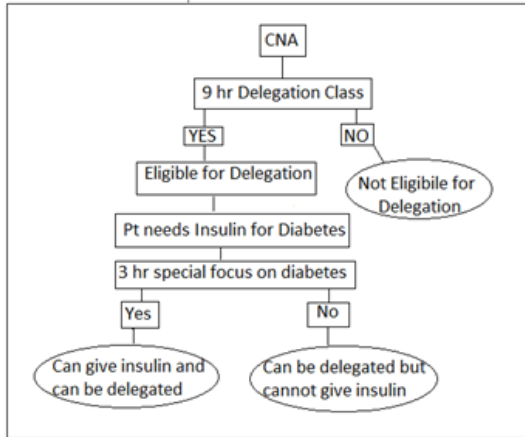 CNA
9 hr Delegation Class
YES
NO
Eligible for Delegation
Not Eligibile for
Delegation
Pt needs Insulin for Diabetes
3 hr special focus on diabetes
Yes
No
Can give insulin and
can be delegated
Can be delegated but
cannot give insulin